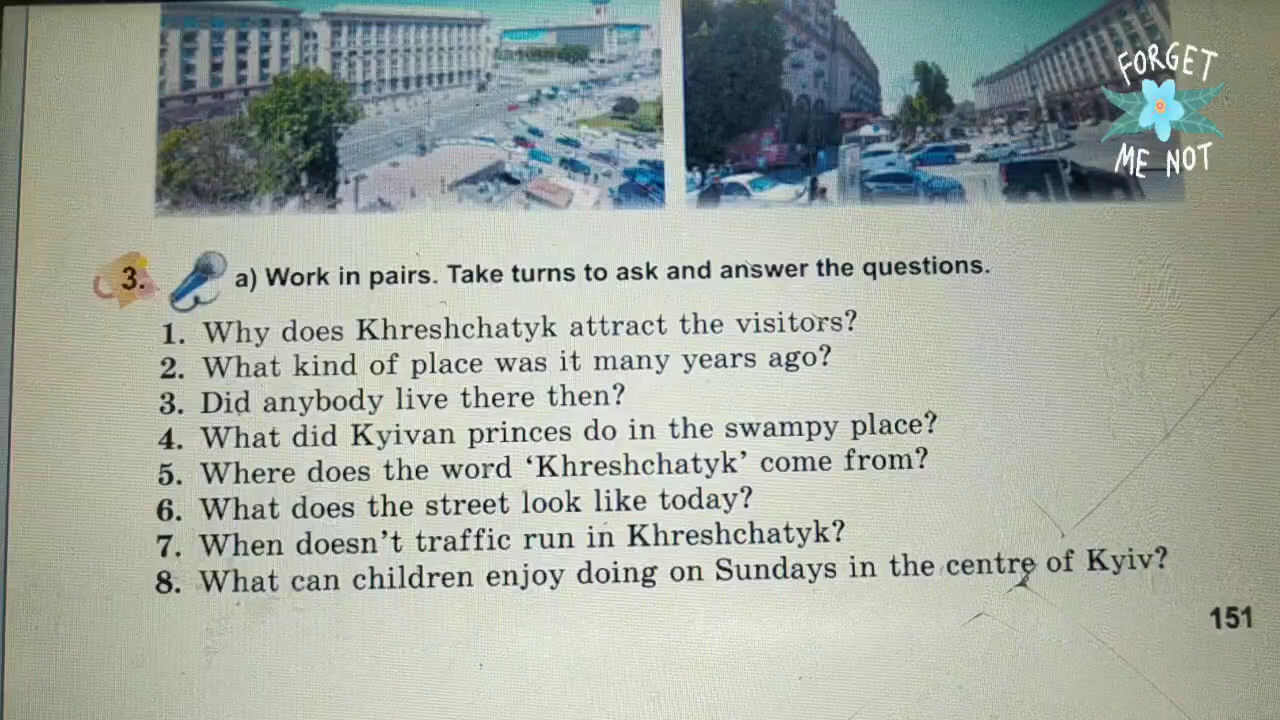 FORGET
ME NOT
3. a) Work in pairs. Take turns to ask and answer the questions.
1. Why does Khreshchatyk attract the visitors?
2. What kind of place was it many years ago?
3. Did anybody live there then?
4. What did Kyivan princes do in the swampy place?
5. Where does the word ‘Khreshchatyk’ come from?
6. What does the street look like today?
7. When doesn’t traffic run in Khreshchatyk?
8. What can children enjoy doing on Sundays in the centre of Kyiv?
151